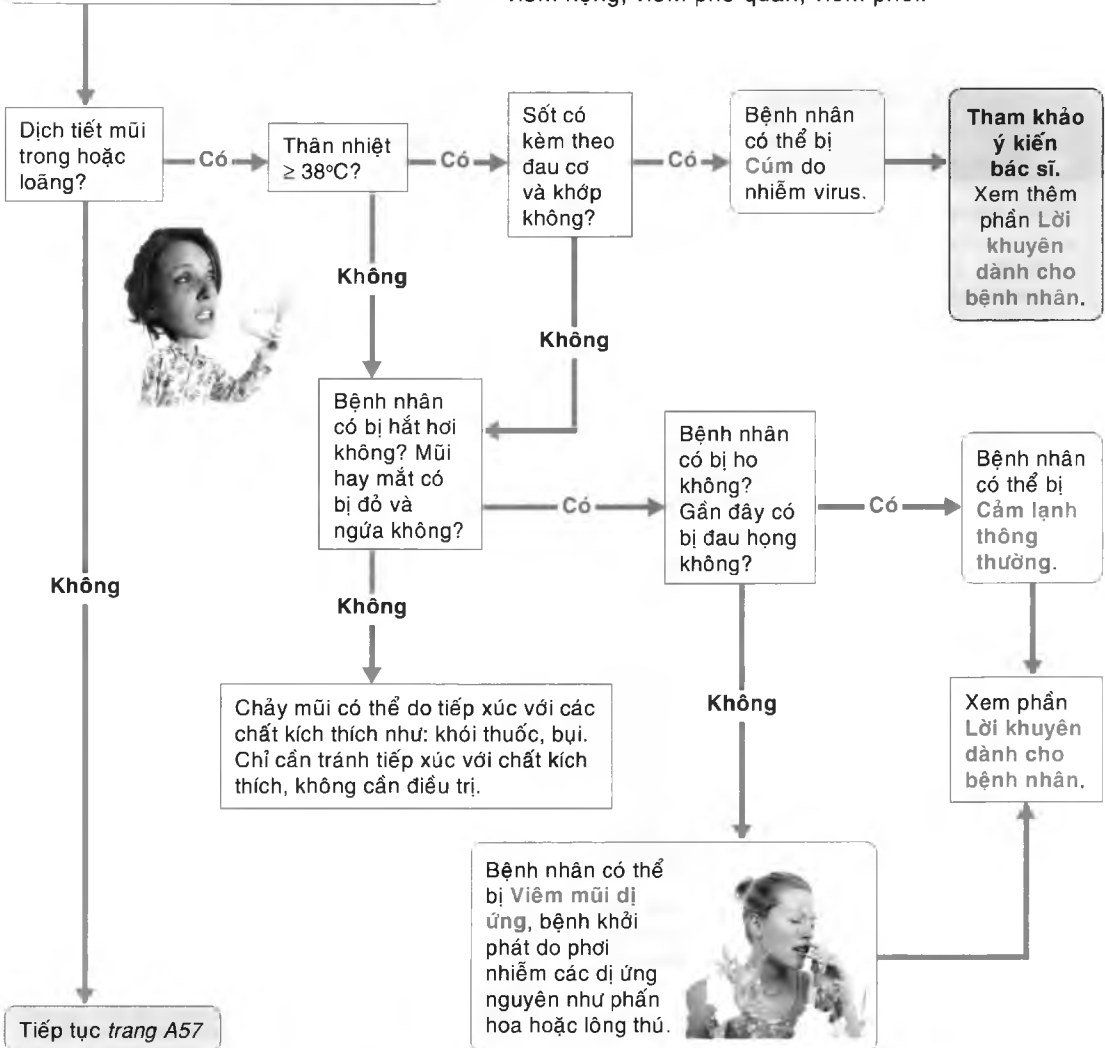 viêm họng, viêm phế quản, viêm phổi.
Dịch tiết mũi
trong hoặc
loãng?
Có
Thân nhiệt
≥ 38°C?
Có
Sốt có
kèm theo
đau cơ
và khớp
không?
Có
Bệnh nhân
có thể bị
Cúm do
nhiễm virus.
Tham khảo
ý kiến
bác sĩ.
Xem thêm
phần Lời
khuyên
dành cho
bệnh nhân.
Không
Không
Bệnh nhân
có bị hắt hơi
không? Mũi
hay mắt có
bị đỏ và
ngứa không?
Có
Bệnh nhân
có bị ho
không?
Gần đây có
bị đau họng
không?
Có
Bệnh nhân
có thể bị
Cảm lạnh
thông
thường.
Không
Không
Chảy mũi có thể do tiếp xúc với các
chất kích thích như: khói thuốc, bụi.
Chỉ cần tránh tiếp xúc với chất kích
thích, không cần điều trị.
Không
Xem phần
Lời khuyên
dành cho
bệnh nhân.
Bệnh nhân có thể
bị Viêm mũi dị
ứng, bệnh khởi
phát do phơi
nhiễm các dị ứng
nguyên như phấn
hoa hoặc lông thú.
Tiếp tục trang A57